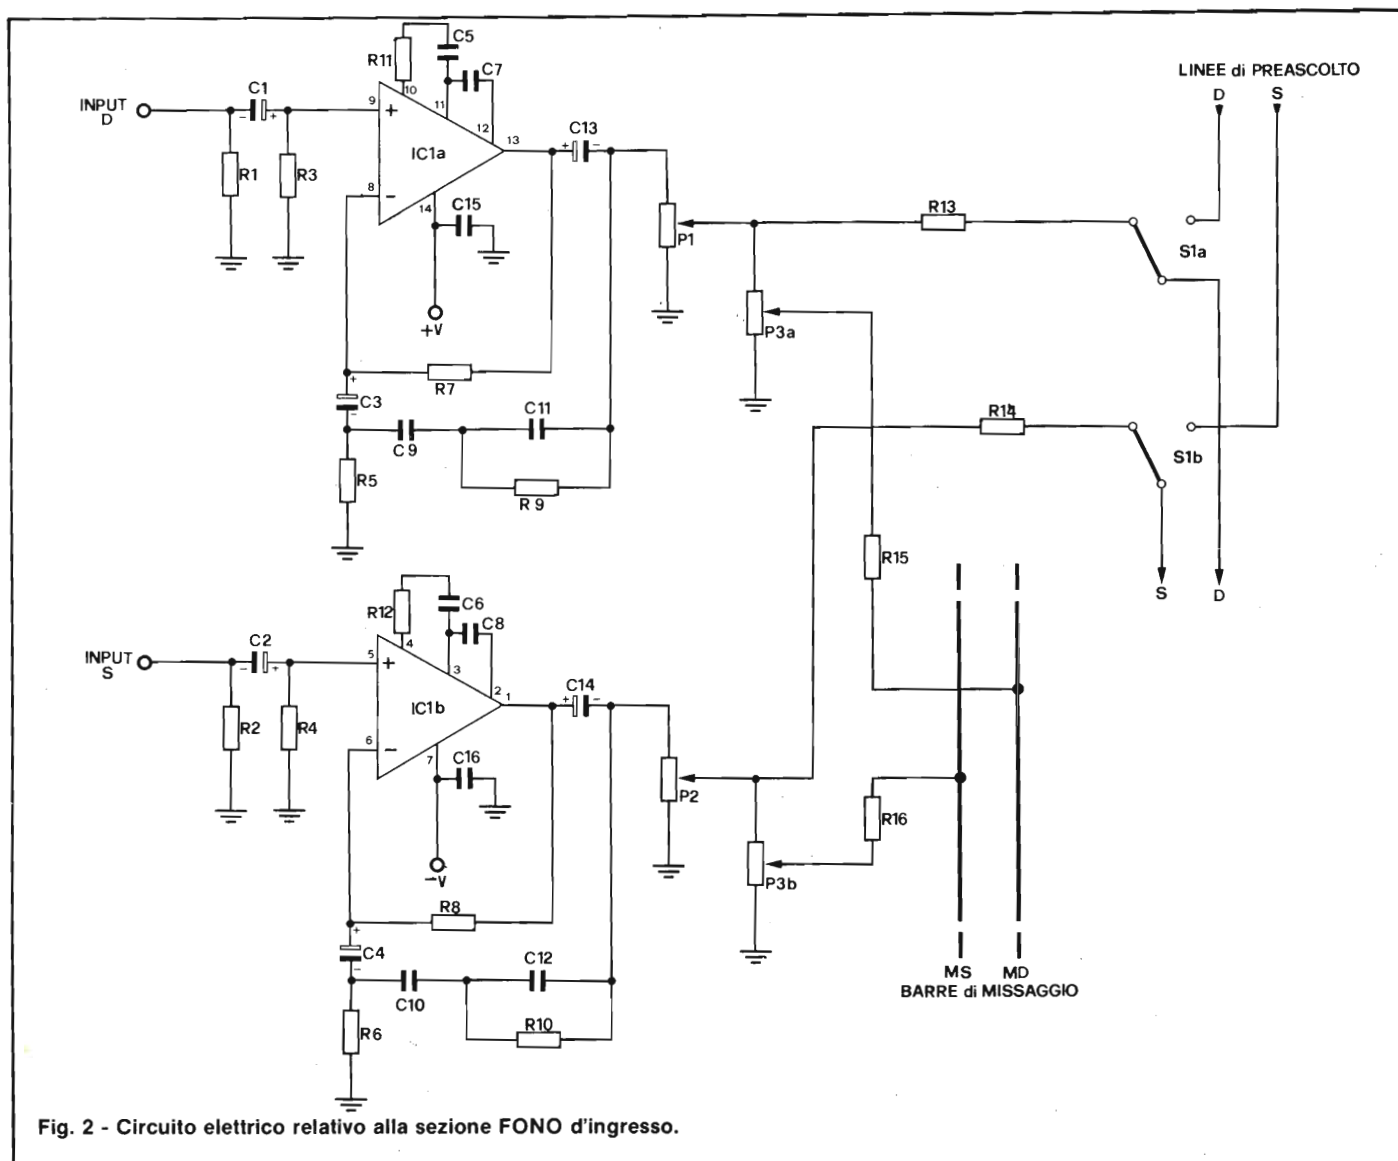 LINEE di PREASCOLTO
D
S
INPUT
D
C1
R1
R3
R11
C5
C7
9
10
11
12
13
8
14
+
−
IC1a
C15
+V
C13
- +
+ -
P1
R13
S1a
P3a
R7
+
C3
-
C9
C11
R9
R5
R14
S1b
R15
S
D
INPUT
S
C2
- +
R2
R4
R12
C6
C8
5
4
3
2
1
6
7
+
−
IC1b
C16
-V
C14
+ -
P2
R16
P3b
R8
+
C4
-
C10
C12
R10
R6
MS
MD
BARRE di MISSAGGIO
Fig. 2 - Circuito elettrico relativo alla sezione FONO d'ingresso.